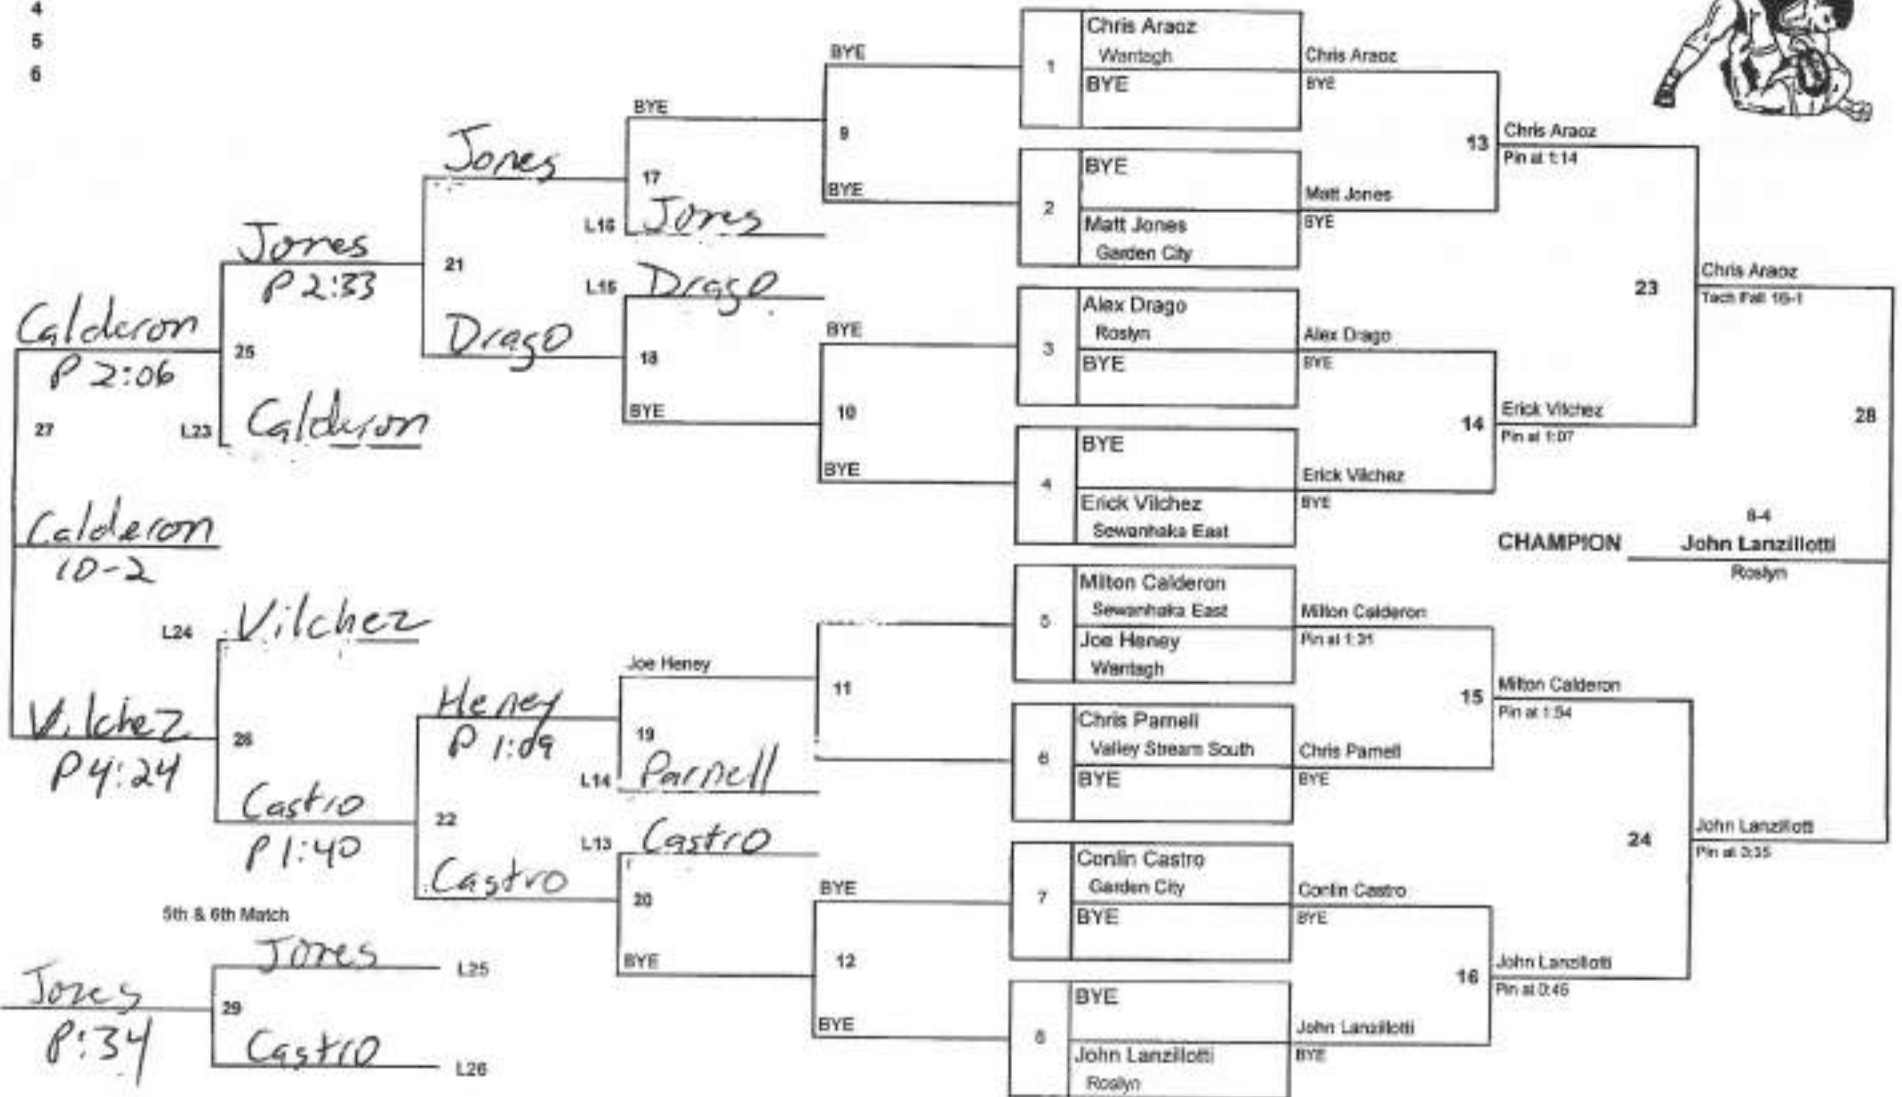 4
5
6
Chris Araoz
Wantagh
1
BYE
Chris Araoz
BYE
2
BYE
Matt Jones
Garden City
Matt Jones
BYE
3
Alex Drago
Roslyn
BYE
Alex Drago
BYE
4
BYE
Erick Vilchez
Sewanhaka East
Erick Vilchez
BYE
5
Milton Calderon
Sewanhaka East
Joe Heney
Wantagh
Milton Calderon
Pin at 1:31
6
Chris Parnell
Valley Stream South
BYE
Chris Parnell
BYE
7
Conlin Castro
Garden City
BYE
Conlin Castro
BYE
8
BYE
John Lanzillotti
Roslyn
John Lanzillotti
BYE
13
Chris Araoz
Pin at 1:14
14
Erick Vilchez
Pin at 1:07
15
Milton Calderon
Pin at 1:54
16
John Lanzillotti
Pin at 0:45
23
Chris Araoz
Tech Fall 16-1
24
John Lanzillotti
Pin at 3:35
28
8-4
CHAMPION John Lanzillotti
Roslyn
BYE
9
BYE
BYE
10
BYE
11
BYE
12
BYE
BYE
17
L16 Jones
L15 Drago
18
BYE
Joe Heney
19
L14 Parnell
L13 Castro
20
BYE
Jones
21
Drago
Heney
P 1:09
22
Castro
Jones
P 2:33
25
L23 Calderon
L24 Vilchez
26
Castro
P 1:40
Calderon
P 2:06
27
Calderon
10-2
Vilchez
P 4:24
5th & 6th Match
Jones L25
29
Castro L26
Jones
P :34